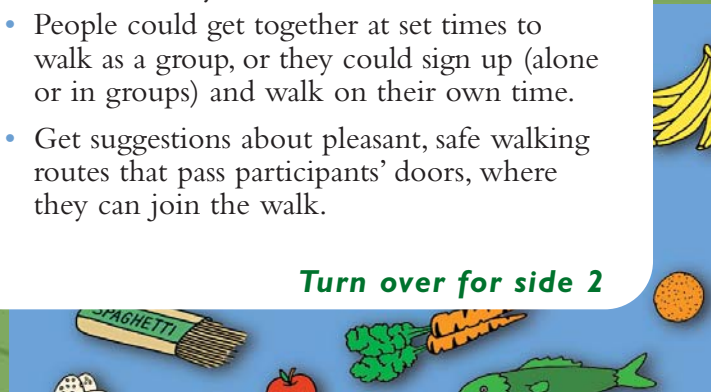 • People could get together at set times to
walk as a group, or they could sign up (alone
or in groups) and walk on their own time.
• Get suggestions about pleasant, safe walking
routes that pass participants’ doors, where
they can join the walk.
Turn over for side 2
SPAGHETTI